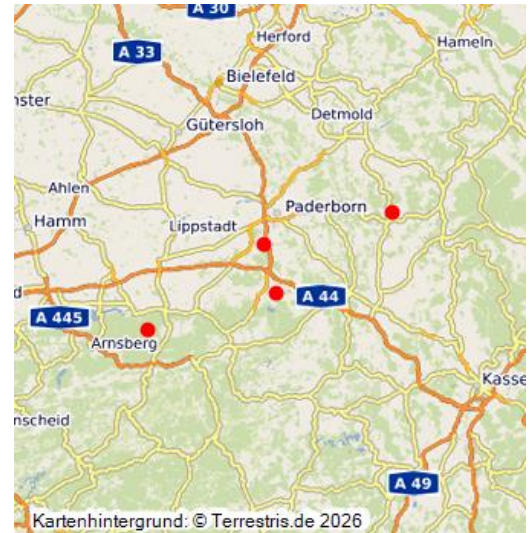 A 30
Herford
Hameln
A 33
Bielefeld
nster
Detmold
Gütersloh
Ahlen
Paderborn
Hamm
Lippstadt
d
A 44
A 445
Arnsberg
Kasse
nscheid
A 49
Kartenhintergrund: © Terrestris.de 2026